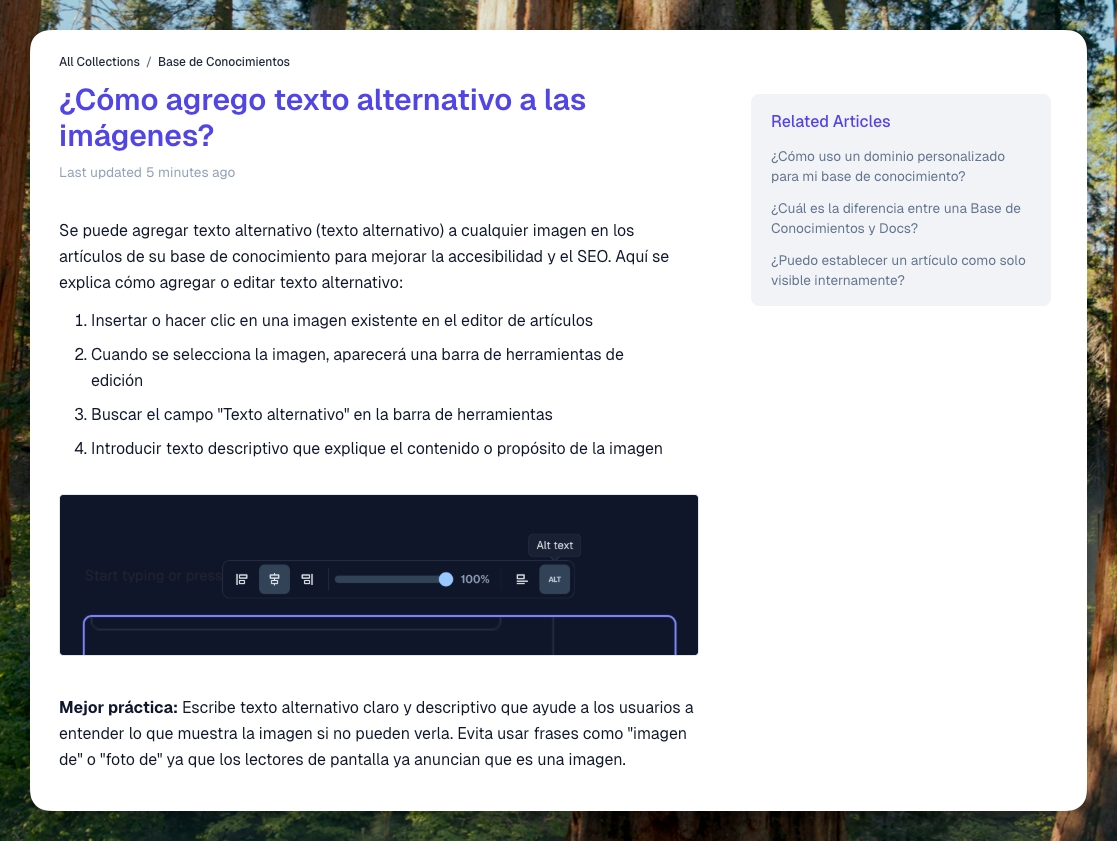 All Collections / Base de Conocimientos
¿Cómo agrego texto alternativo a las
imágenes?
Last updated 5 minutes ago
Se puede agregar texto alternativo (texto alternativo) a cualquier imagen en los
artículos de su base de conocimiento para mejorar la accesibilidad y el SEO. Aquí se
explica cómo agregar o editar texto alternativo:
1. Insertar o hacer clic en una imagen existente en el editor de artículos
2. Cuando se selecciona la imagen, aparecerá una barra de herramientas de
edición
3. Buscar el campo "Texto alternativo" en la barra de herramientas
4. Introducir texto descriptivo que explique el contenido o propósito de la imagen
Alt text
Start typing or press
100%
ALT
Mejor práctica: Escribe texto alternativo claro y descriptivo que ayude a los usuarios a
entender lo que muestra la imagen si no pueden verla. Evita usar frases como "imagen
de" o "foto de" ya que los lectores de pantalla ya anuncian que es una imagen.
Related Articles
¿Cómo uso un dominio personalizado
para mi base de conocimiento?
¿Cuál es la diferencia entre una Base de
Conocimientos y Docs?
¿Puedo establecer un artículo como solo
visible internamente?